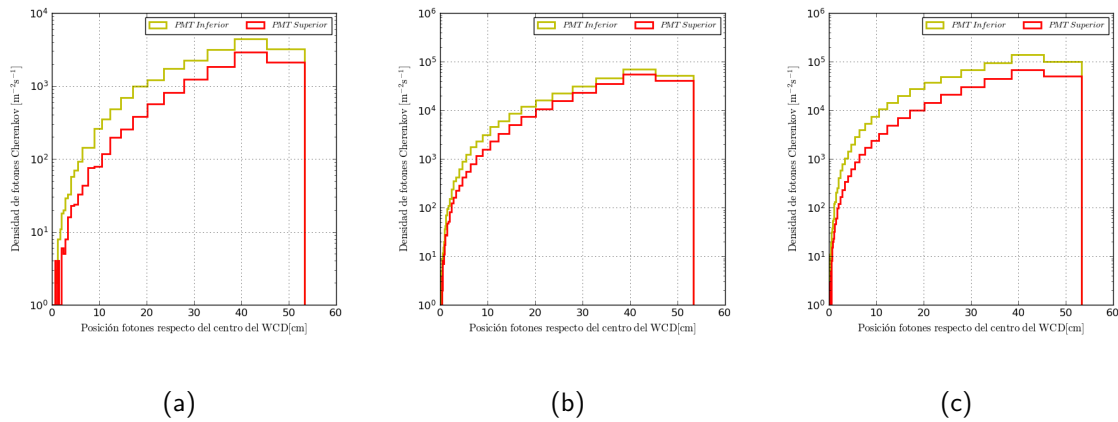 PMT Inferior PMT Superior
10⁴
10³
10²
10¹
10⁰
0 10 20 30 40 50 60
Densidad de fotones Cherenkov [m⁻²s⁻¹]
Posición fotones respecto del centro del WCD[cm]
(a)
PMT Inferior PMT Superior
10⁶
10⁵
10⁴
10³
10²
10¹
10⁰
0 10 20 30 40 50 60
Densidad de fotones Cherenkov [m⁻²s⁻¹]
Posición fotones respecto del centro del WCD[cm]
(b)
PMT Inferior PMT Superior
10⁶
10⁵
10⁴
10³
10²
10¹
10⁰
0 10 20 30 40 50 60
Densidad de fotones Cherenkov [m⁻²s⁻¹]
Posición fotones respecto del centro del WCD[cm]
(c)